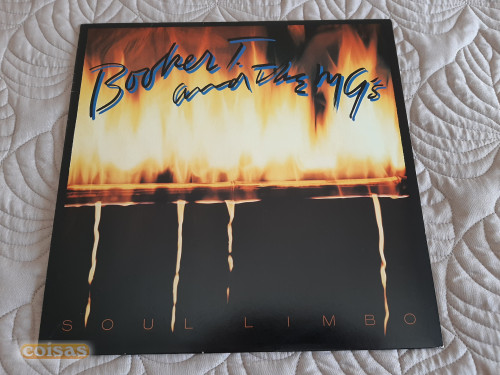 Booker T.
and The MG's
SOUL LIMBO
coisas